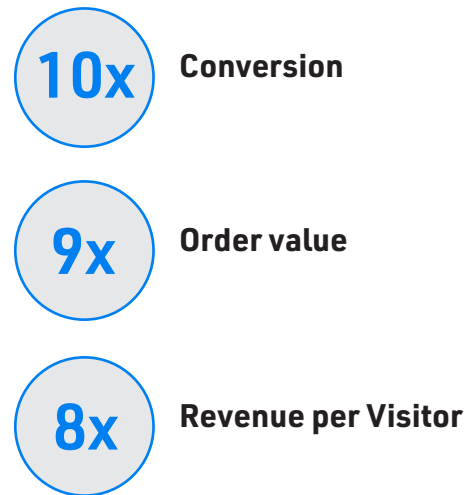 10x
Conversion
9x
Order value
8x
Revenue per Visitor